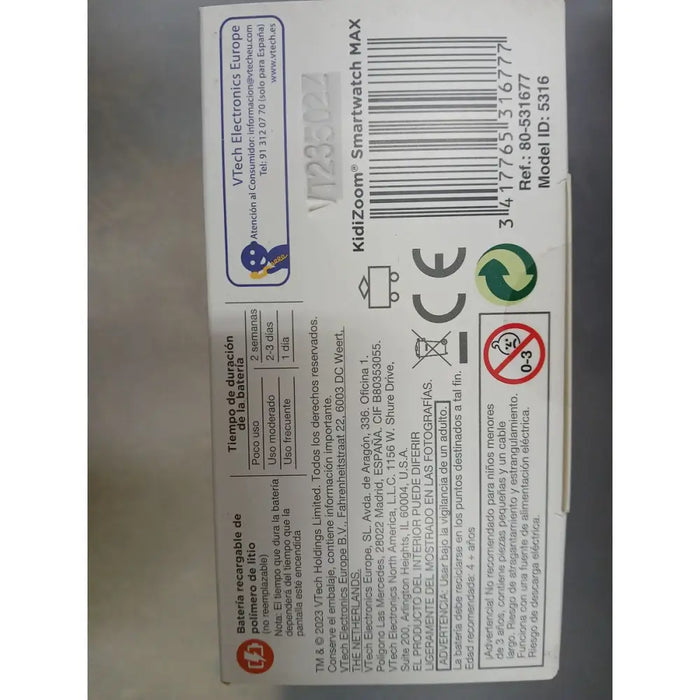 Batería recargable de
polímero de litio
(no reemplazable)
Nota: El tiempo que dura la batería
dependerá del tiempo que la
pantalla esté encendida
Tiempo de duración
de la batería
Poco uso 2 semanas
Uso moderado 2-3 días
Uso frecuente 1 día
VTech Electronics Europe
Atención al Consumidor: informacion@vtecheu.com
Tel: 91 312 07 70 (solo para España)
www.vtech.es
VT235024
TM & © 2023 VTech Holdings Limited. Todos los derechos reservados.
Conserve el embalaje, contiene información importante.
VTech Electronics Europe B.V., Fahrenheitstraat 22, 6003 DC Weert,
THE NETHERLANDS.
VTech Electronics Europe, SL. Avda. de Aragón, 336. Oficina 1.
Polígono Las Mercedes, 28022 Madrid, ESPAÑA. CIF B80353055.
VTech Electronics North America, L.L.C. 1156 W. Shure Drive,
Suite 200, Arlington Heights, IL 60004, U.S.A.
EL PRODUCTO DEL INTERIOR PUEDE DIFERIR
LIGERAMENTE DEL MOSTRADO EN LAS FOTOGRAFÍAS.
ADVERTENCIA: Usar bajo la vigilancia de un adulto.
La batería debe reciclarse en los puntos destinados a tal fin.
Edad recomendada: 4 + años
¡Advertencia! No recomendado para niños menores
de 3 años, contiene piezas pequeñas y un cable
largo. Riesgo de atragantamiento y estrangulamiento.
Funciona con una fuente de alimentación eléctrica.
Riesgo de descarga eléctrica.
0-3
CE
KidiZoom® Smartwatch MAX
3 417765 316777
Ref.: 80-531677
Model ID: 5316